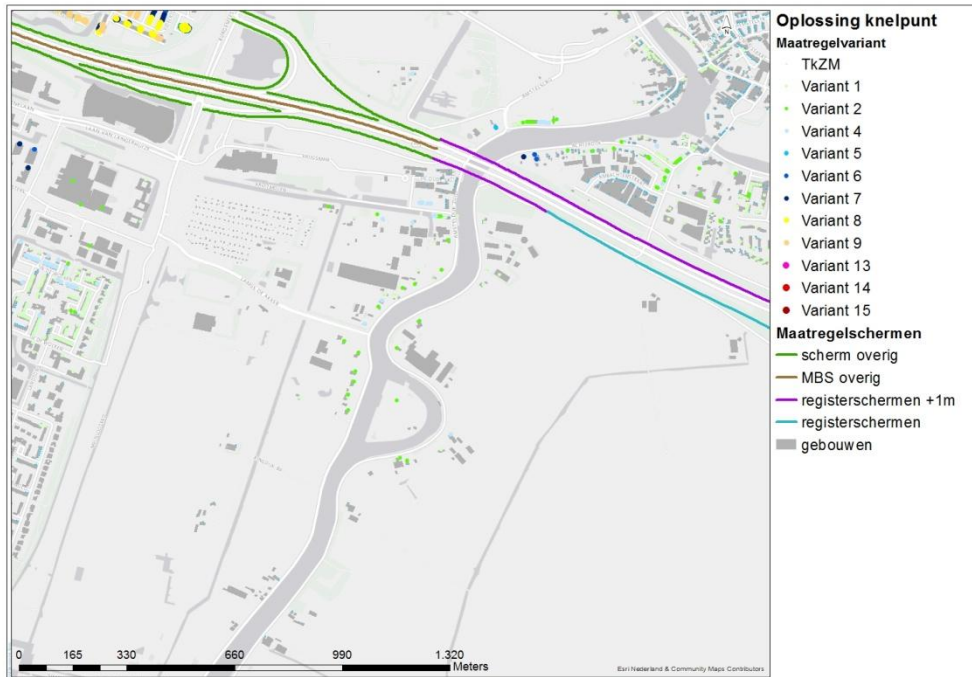 Oplossing knelpunt
Maatregelvariant
TkZM
Variant 1
Variant 2
Variant 4
Variant 5
Variant 6
Variant 7
Variant 8
Variant 9
Variant 13
Variant 14
Variant 15
Maatregelschermen
scherm overig
MBS overig
registerschermen +1m
registerschermen
gebouwen
0 165 330 660 990 1.320
Meters
Esri Nederland & Community Maps Contributors